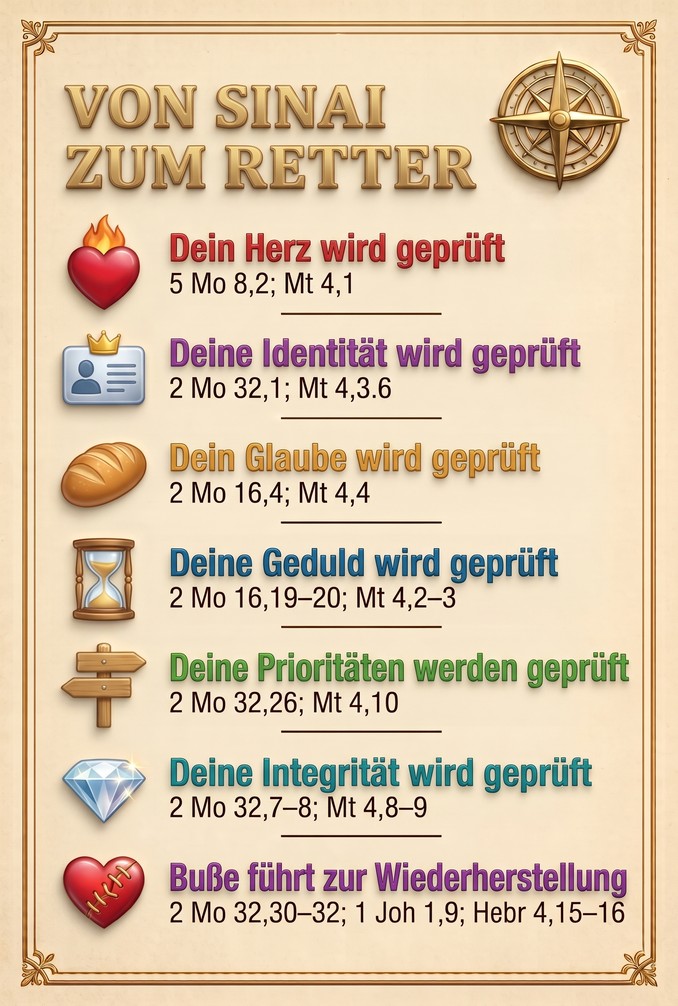 VON SINAI
ZUM RETTER
Dein Herz wird geprüft
5 Mo 8,2; Mt 4,1
Deine Identität wird geprüft
2 Mo 32,1; Mt 4,3.6
Dein Glaube wird geprüft
2 Mo 16,4; Mt 4,4
Deine Geduld wird geprüft
2 Mo 16,19–20; Mt 4,2–3
Deine Prioritäten werden geprüft
2 Mo 32,26; Mt 4,10
Deine Integrität wird geprüft
2 Mo 32,7–8; Mt 4,8–9
Buße führt zur Wiederherstellung
2 Mo 32,30–32; 1 Joh 1,9; Hebr 4,15–16